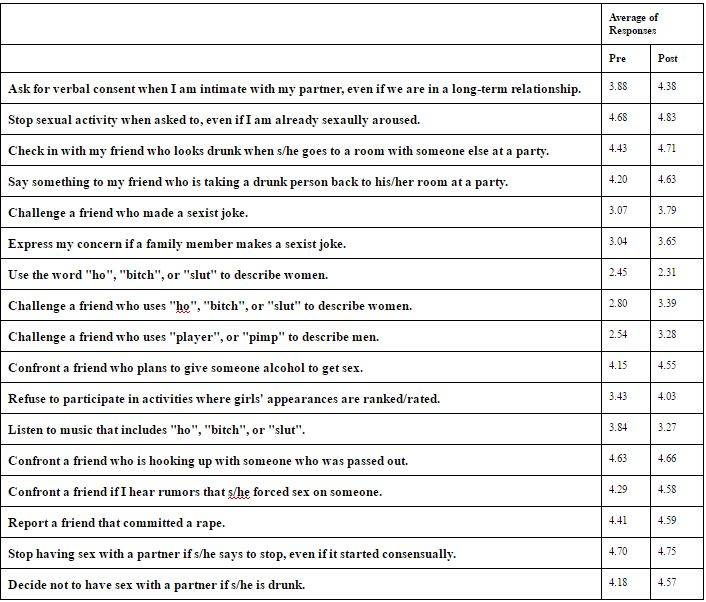 Average of
Responses
Pre Post
Ask for verbal consent when I am intimate with my partner, even if we are in a long-term relationship. 3.88 4.38
Stop sexual activity when asked to, even if I am already sexaully aroused. 4.68 4.83
Check in with my friend who looks drunk when s/he goes to a room with someone else at a party. 4.43 4.71
Say something to my friend who is taking a drunk person back to his/her room at a party. 4.20 4.63
Challenge a friend who made a sexist joke. 3.07 3.79
Express my concern if a family member makes a sexist joke. 3.04 3.65
Use the word "ho", "bitch", or "slut" to describe women. 2.45 2.31
Challenge a friend who uses "ho", "bitch", or "slut" to describe women. 2.80 3.39
Challenge a friend who uses "player", or "pimp" to describe men. 2.54 3.28
Confront a friend who plans to give someone alcohol to get sex. 4.15 4.55
Refuse to participate in activities where girls' appearances are ranked/rated. 3.43 4.03
Listen to music that includes "ho", "bitch", or "slut". 3.84 3.27
Confront a friend who is hooking up with someone who was passed out. 4.63 4.66
Confront a friend if I hear rumors that s/he forced sex on someone. 4.29 4.58
Report a friend that committed a rape. 4.41 4.59
Stop having sex with a partner if s/he says to stop, even if it started consensually. 4.70 4.75
Decide not to have sex with a partner if s/he is drunk. 4.18 4.57